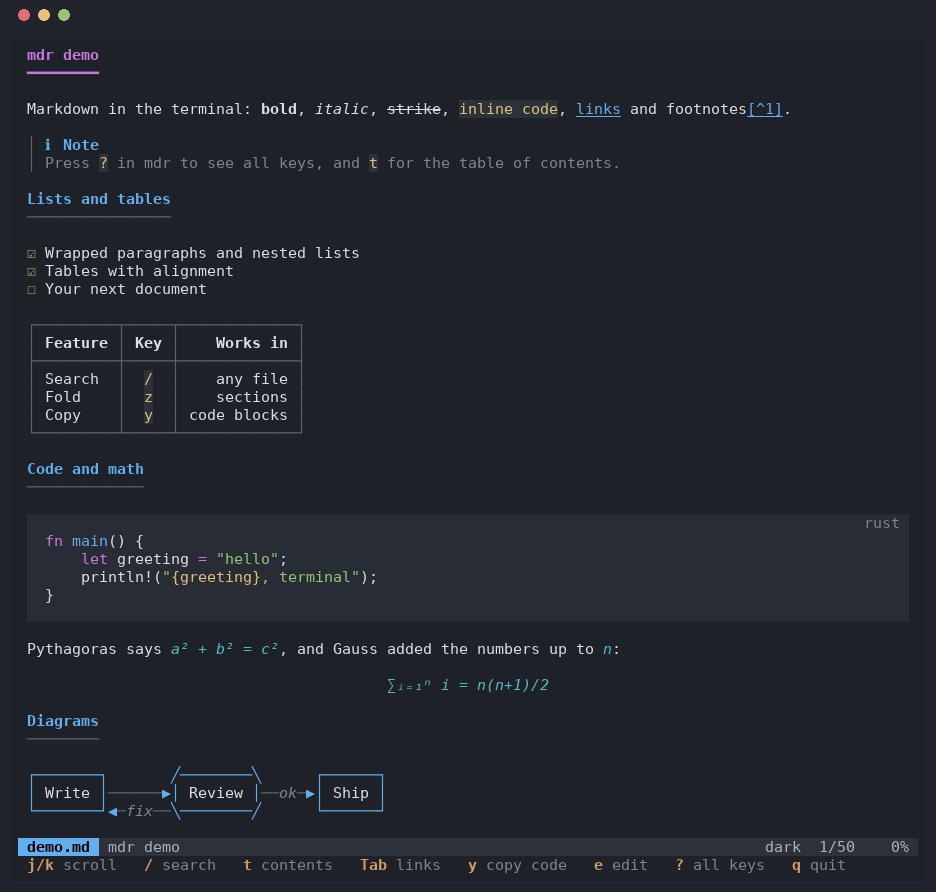 mdr demo
Markdown in the terminal: bold, italic, strike, inline code, links and footnotes[^1].
ℹ Note
Press ? in mdr to see all keys, and t for the table of contents.
Lists and tables
☑ Wrapped paragraphs and nested lists
☑ Tables with alignment
☐ Your next document
Feature Key Works in
Search / any file
Fold z sections
Copy y code blocks
Code and math
rust
fn main() {
    let greeting = "hello";
    println!("{greeting}, terminal");
}
Pythagoras says a² + b² = c², and Gauss added the numbers up to n:
∑ᵢ₌₁ⁿ i = n(n+1)/2
Diagrams
Write Review ok Ship
fix
demo.md mdr demo dark 1/50 0%
j/k scroll / search t contents Tab links y copy code e edit ? all keys q quit